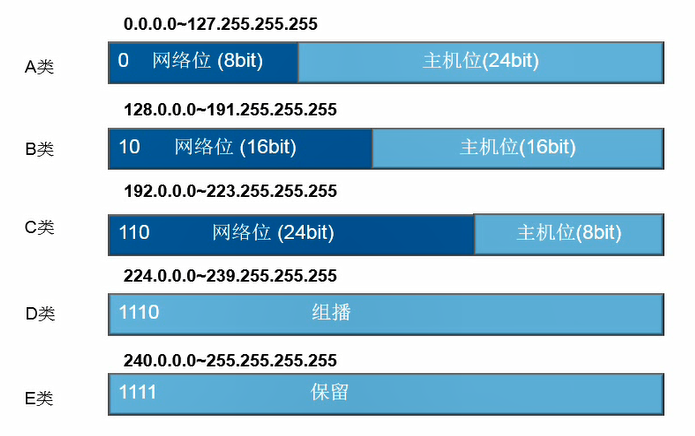 0.0.0.0~127.255.255.255
A类 0 网络位 (8bit) 主机位(24bit)
128.0.0.0~191.255.255.255
B类 10 网络位 (16bit) 主机位(16bit)
192.0.0.0~223.255.255.255
C类 110 网络位 (24bit) 主机位(8bit)
224.0.0.0~239.255.255.255
D类 1110 组播
240.0.0.0~255.255.255.255
E类 1111 保留